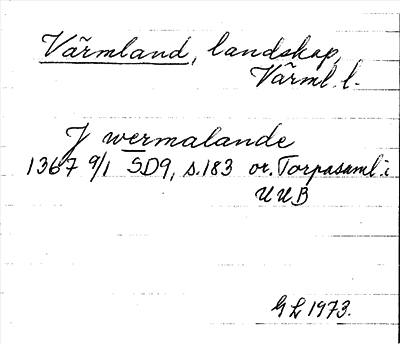 Värmland, landskap,
Värml. l.
J wermalande
1367 9/1 SD9, s.183 or. Torpasaml. i
UUB
GL 1973.